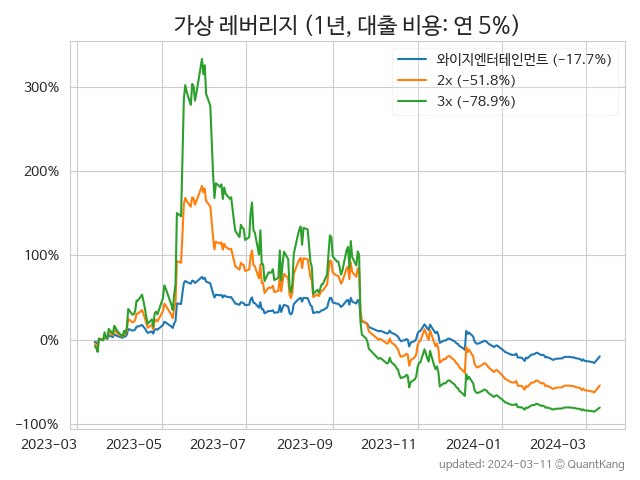 가상 레버리지 (1년, 대출 비용: 연 5%)
와이지엔터테인먼트 (−17.7%)
2x (−51.8%)
3x (−78.9%)
300%
200%
100%
0%
−100%
2023-03 2023-05 2023-07 2023-09 2023-11 2024-01 2024-03
updated: 2024-03-11 © QuantKang